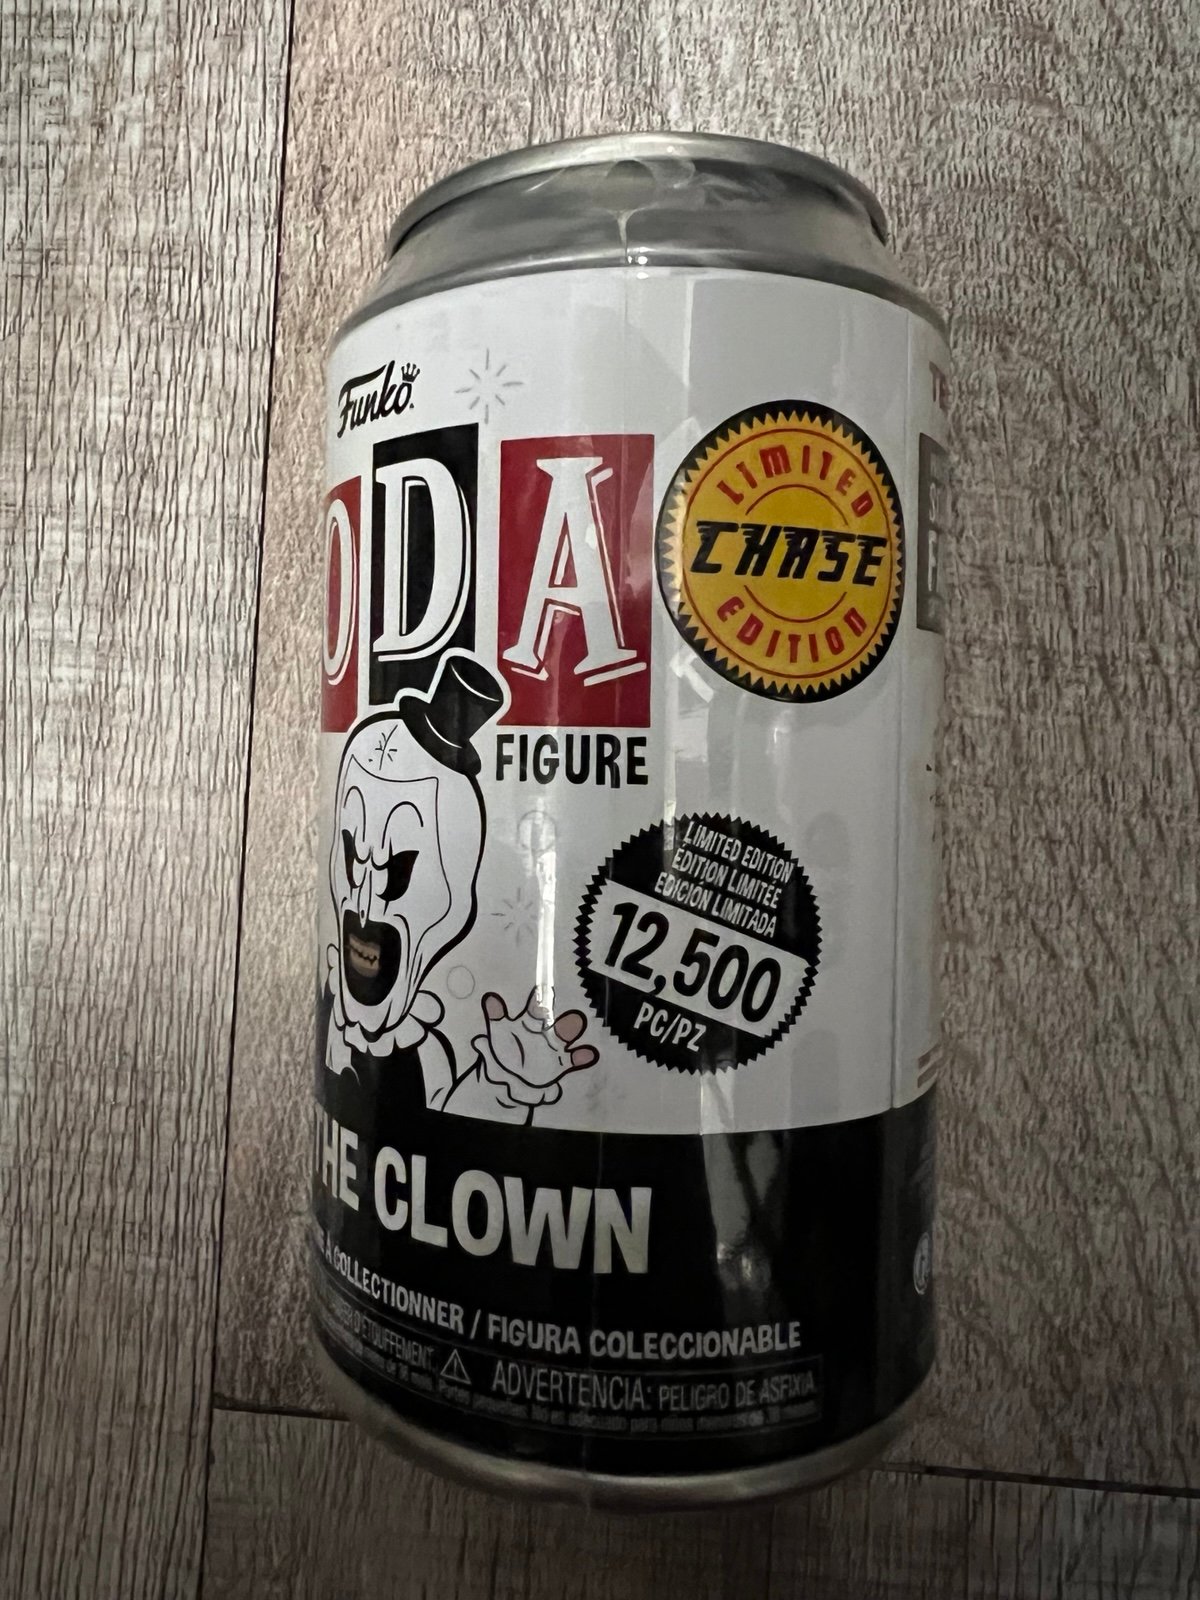 Funko
ODA
FIGURE
LIMITED
CHASE
EDITION
LIMITED EDITION
ÉDITION LIMITÉE
EDICIÓN LIMITADA
12,500
PC/PZ
THE CLOWN
À COLLECTIONNER / FIGURA COLECCIONABLE
D'ÉTOUFFEMENT.
ADVERTENCIA: PELIGRO DE ASFIXIA.